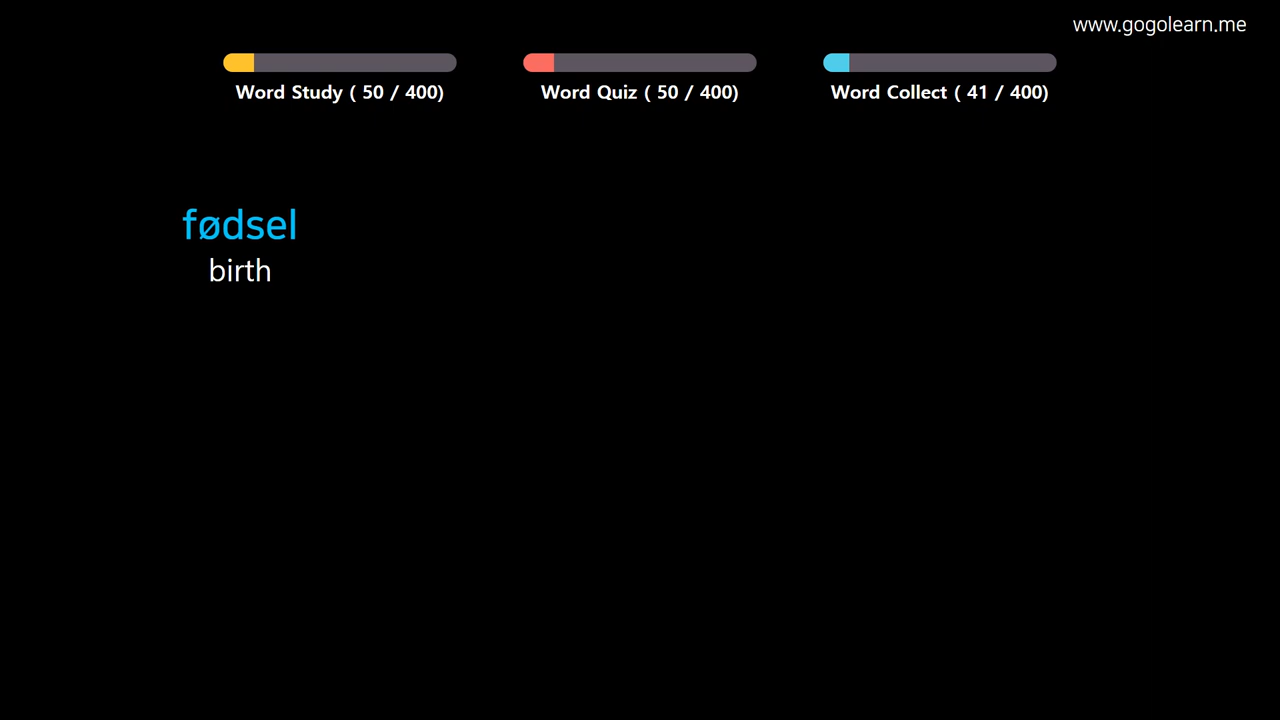 www.gogolearn.me
Word Study ( 50 / 400)
Word Quiz ( 50 / 400)
Word Collect ( 41 / 400)
fødsel
birth